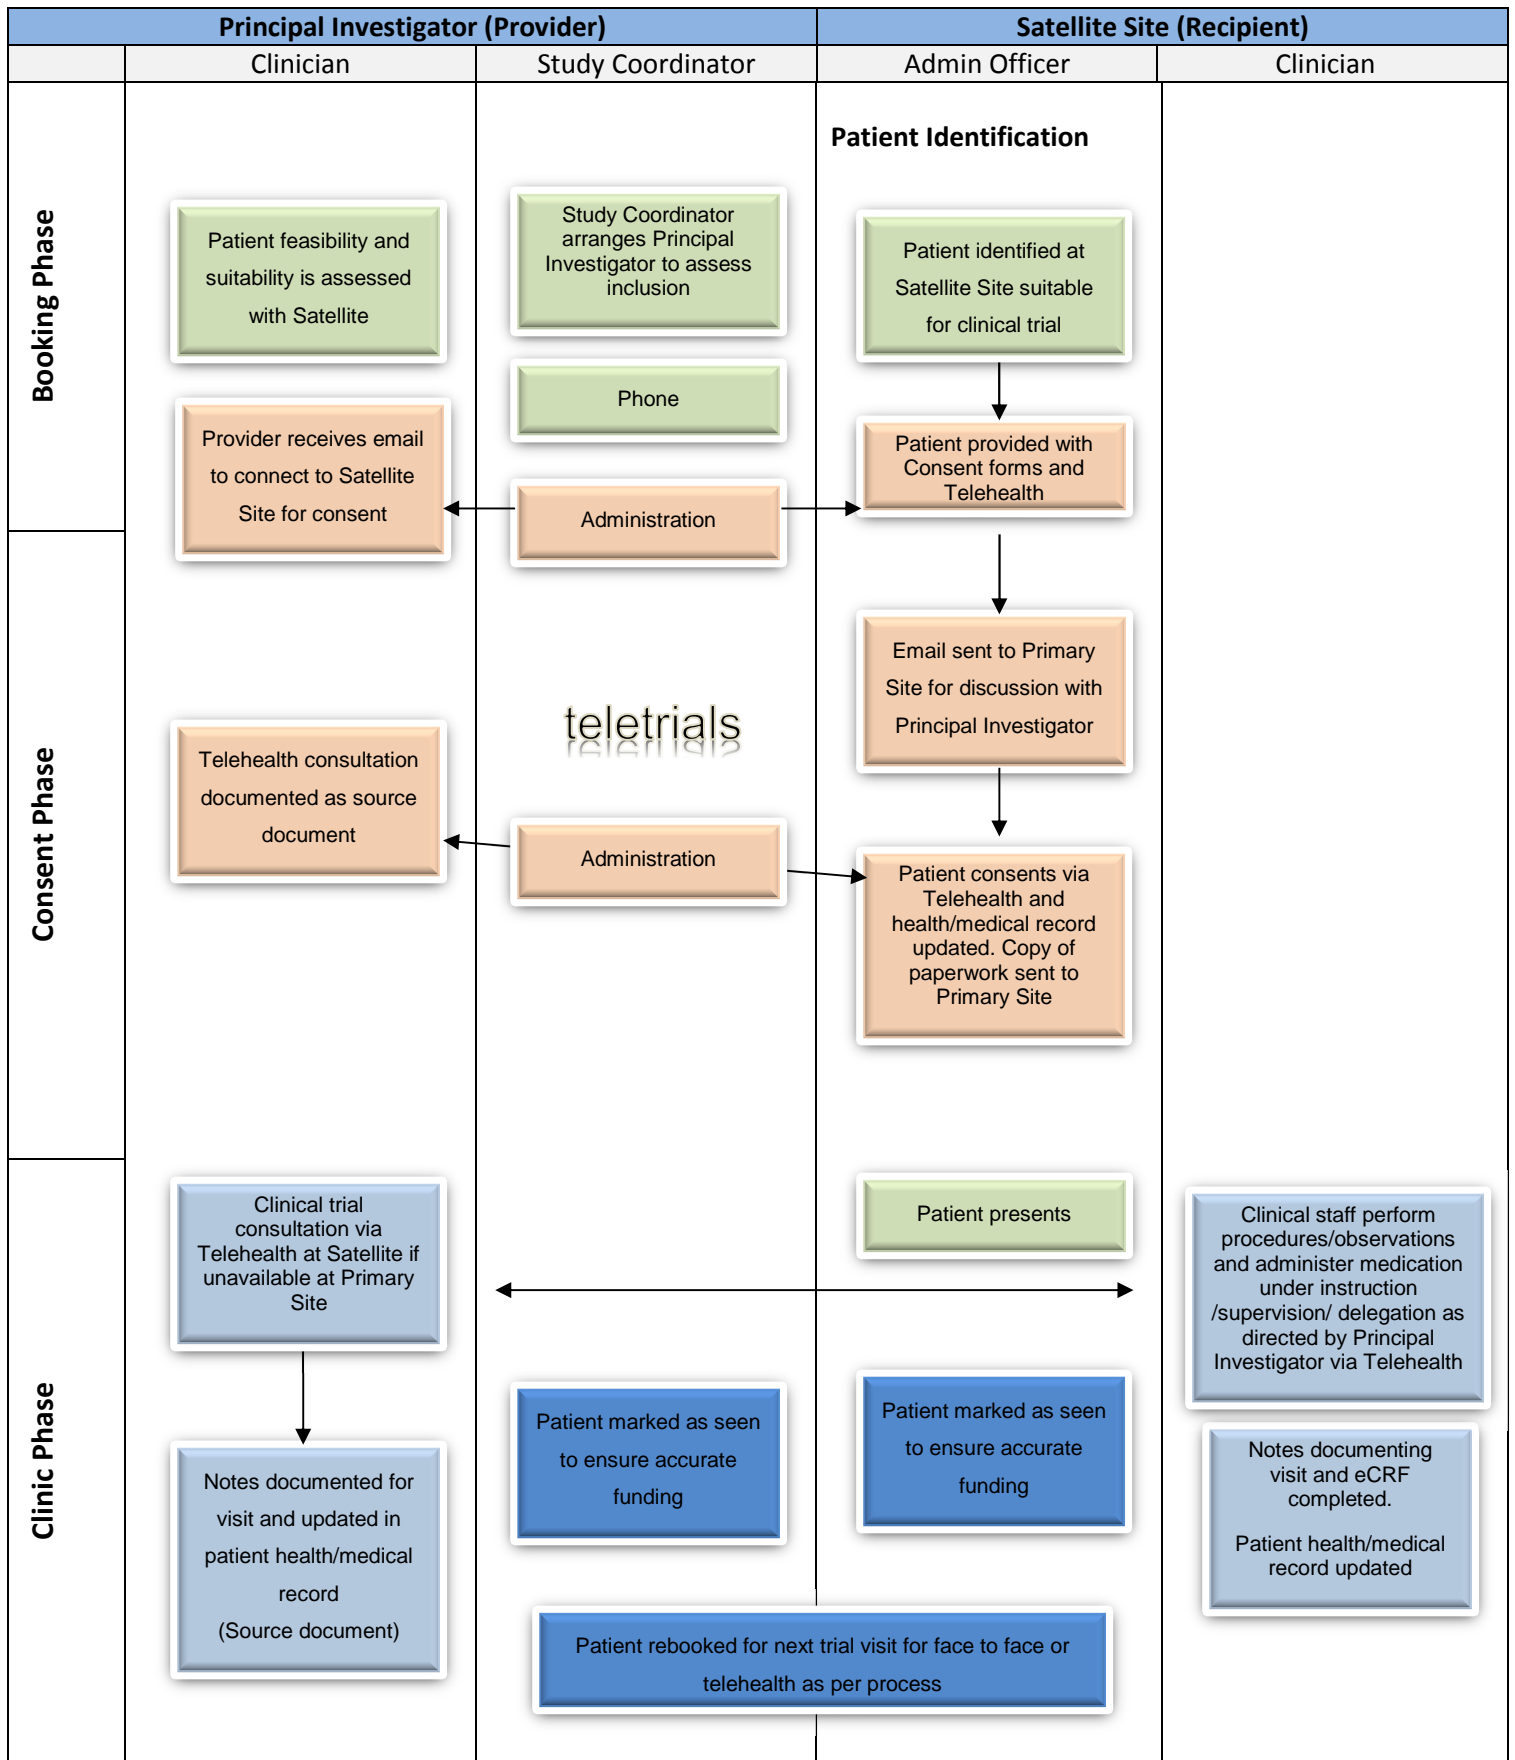 Principal Investigator (Provider)
Satellite Site (Recipient)
Clinician
Study Coordinator
Admin Officer
Clinician
Booking Phase
Patient Identification
Patient feasibility and
suitability is assessed
with Satellite
Study Coordinator
arranges Principal
Investigator to assess
inclusion
Patient identified at
Satellite Site suitable
for clinical trial
Phone
Provider receives email
to connect to Satellite
Site for consent
Administration
Patient provided with
Consent forms and
Telehealth
Consent Phase
Email sent to Primary
Site for discussion with
Principal Investigator
teletrials
Telehealth consultation
documented as source
document
Administration
Patient consents via
Telehealth and
health/medical record
updated. Copy of
paperwork sent to
Primary Site
Clinic Phase
Clinical trial
consultation via
Telehealth at Satellite if
unavailable at Primary
Site
Patient presents
Clinical staff perform
procedures/observations
and administer medication
under instruction
/supervision/ delegation as
directed by Principal
Investigator via Telehealth
Patient marked as seen
to ensure accurate
funding
Patient marked as seen
to ensure accurate
funding
Notes documented for
visit and updated in
patient health/medical
record
(Source document)
Notes documenting
visit and eCRF
completed.
Patient health/medical
record updated
Patient rebooked for next trial visit for face to face or
telehealth as per process